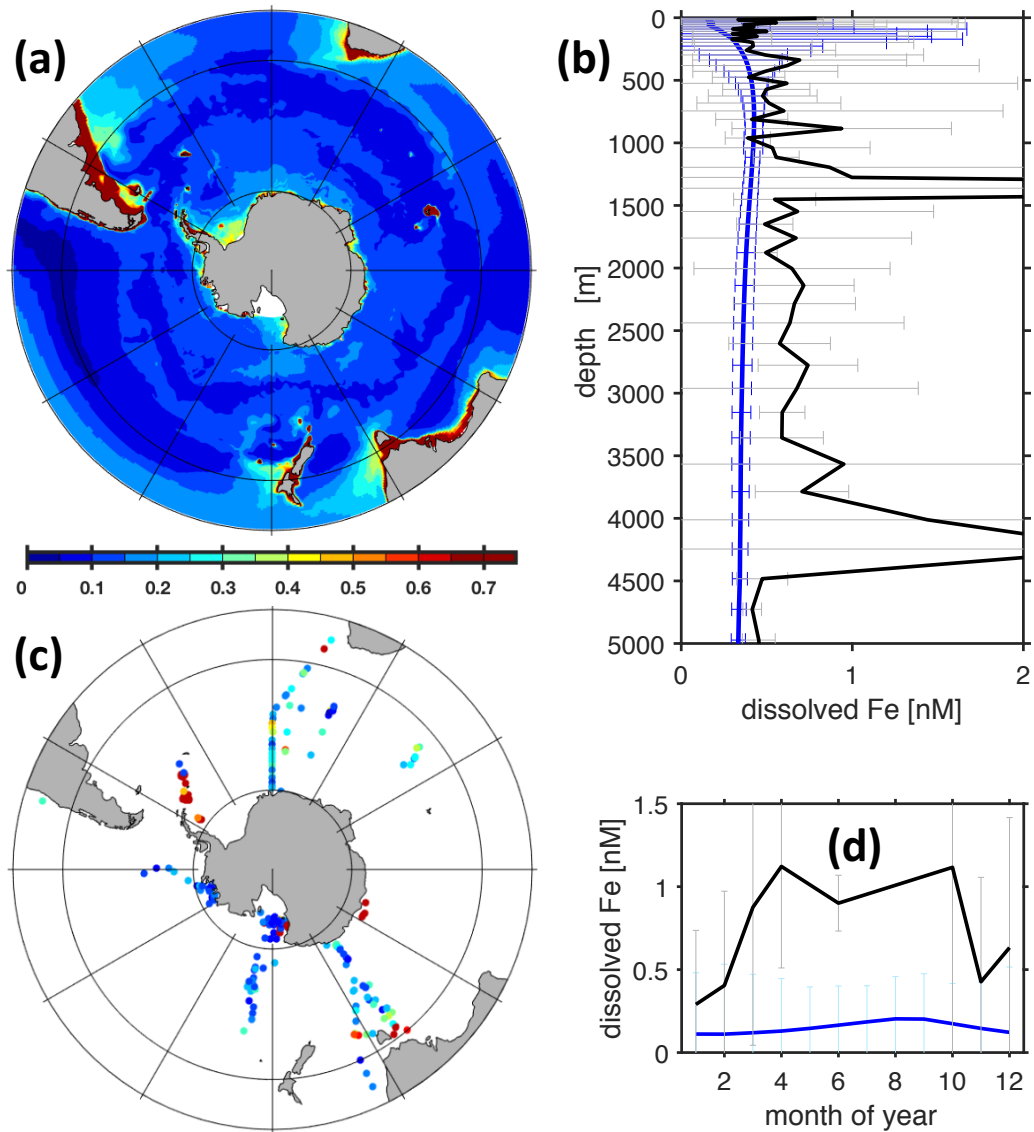 (a)
0 0.1 0.2 0.3 0.4 0.5 0.6 0.7
(b)
0
500
1000
1500
2000
2500
3000
3500
4000
4500
5000
depth [m]
0 1 2
dissolved Fe [nM]
(c)
(d)
1.5
1
0.5
0
dissolved Fe [nM]
2 4 6 8 10 12
month of year